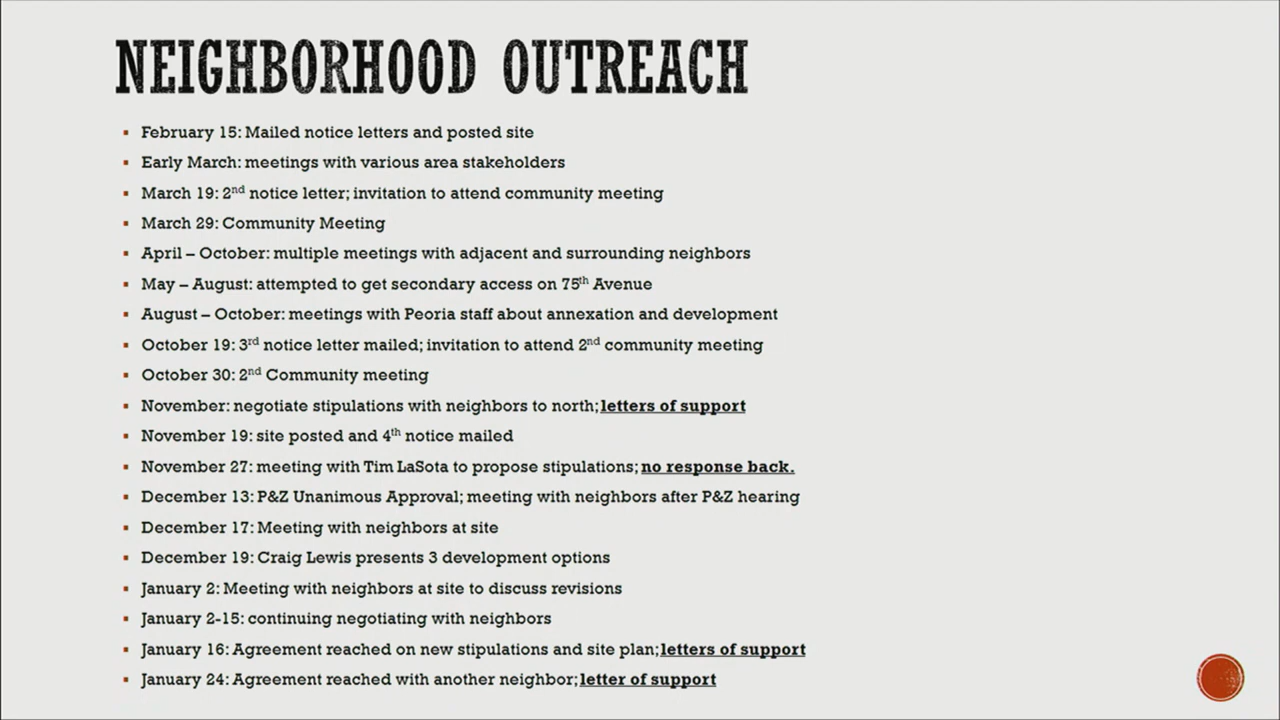 NEIGHBORHOOD OUTREACH
▪ February 15: Mailed notice letters and posted site
▪ Early March: meetings with various area stakeholders
▪ March 19: 2nd notice letter; invitation to attend community meeting
▪ March 29: Community Meeting
▪ April – October: multiple meetings with adjacent and surrounding neighbors
▪ May – August: attempted to get secondary access on 75th Avenue
▪ August – October: meetings with Peoria staff about annexation and development
▪ October 19: 3rd notice letter mailed; invitation to attend 2nd community meeting
▪ October 30: 2nd Community meeting
▪ November: negotiate stipulations with neighbors to north; letters of support
▪ November 19: site posted and 4th notice mailed
▪ November 27: meeting with Tim LaSota to propose stipulations; no response back.
▪ December 13: P&Z Unanimous Approval; meeting with neighbors after P&Z hearing
▪ December 17: Meeting with neighbors at site
▪ December 19: Craig Lewis presents 3 development options
▪ January 2: Meeting with neighbors at site to discuss revisions
▪ January 2-15: continuing negotiating with neighbors
▪ January 16: Agreement reached on new stipulations and site plan; letters of support
▪ January 24: Agreement reached with another neighbor; letter of support